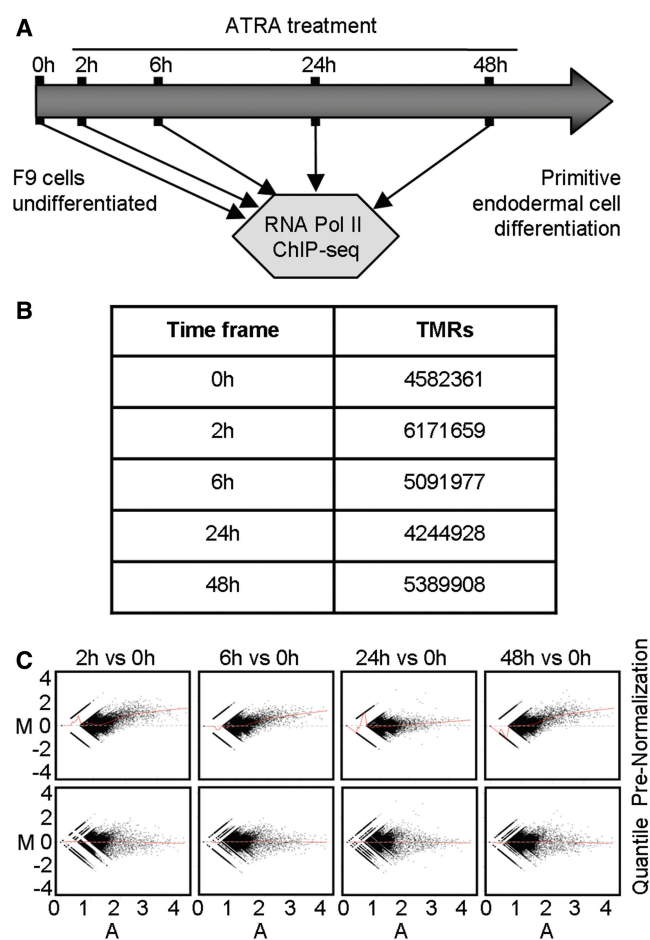 A
ATRA treatment
0h 2h 6h 24h 48h
F9 cells
undifferentiated
RNA Pol II
ChIP-seq
Primitive
endodermal cell
differentiation
B
Time frame TMRs
0h 4582361
2h 6171659
6h 5091977
24h 4244928
48h 5389908
C
2h vs 0h 6h vs 0h 24h vs 0h 48h vs 0h
4
2
M 0
-2
-4
Pre-Normalization
4
2
M 0
-2
-4
Quantile
0 1 2 3 4 0 1 2 3 4 0 1 2 3 4 0 1 2 3 4
A A A A